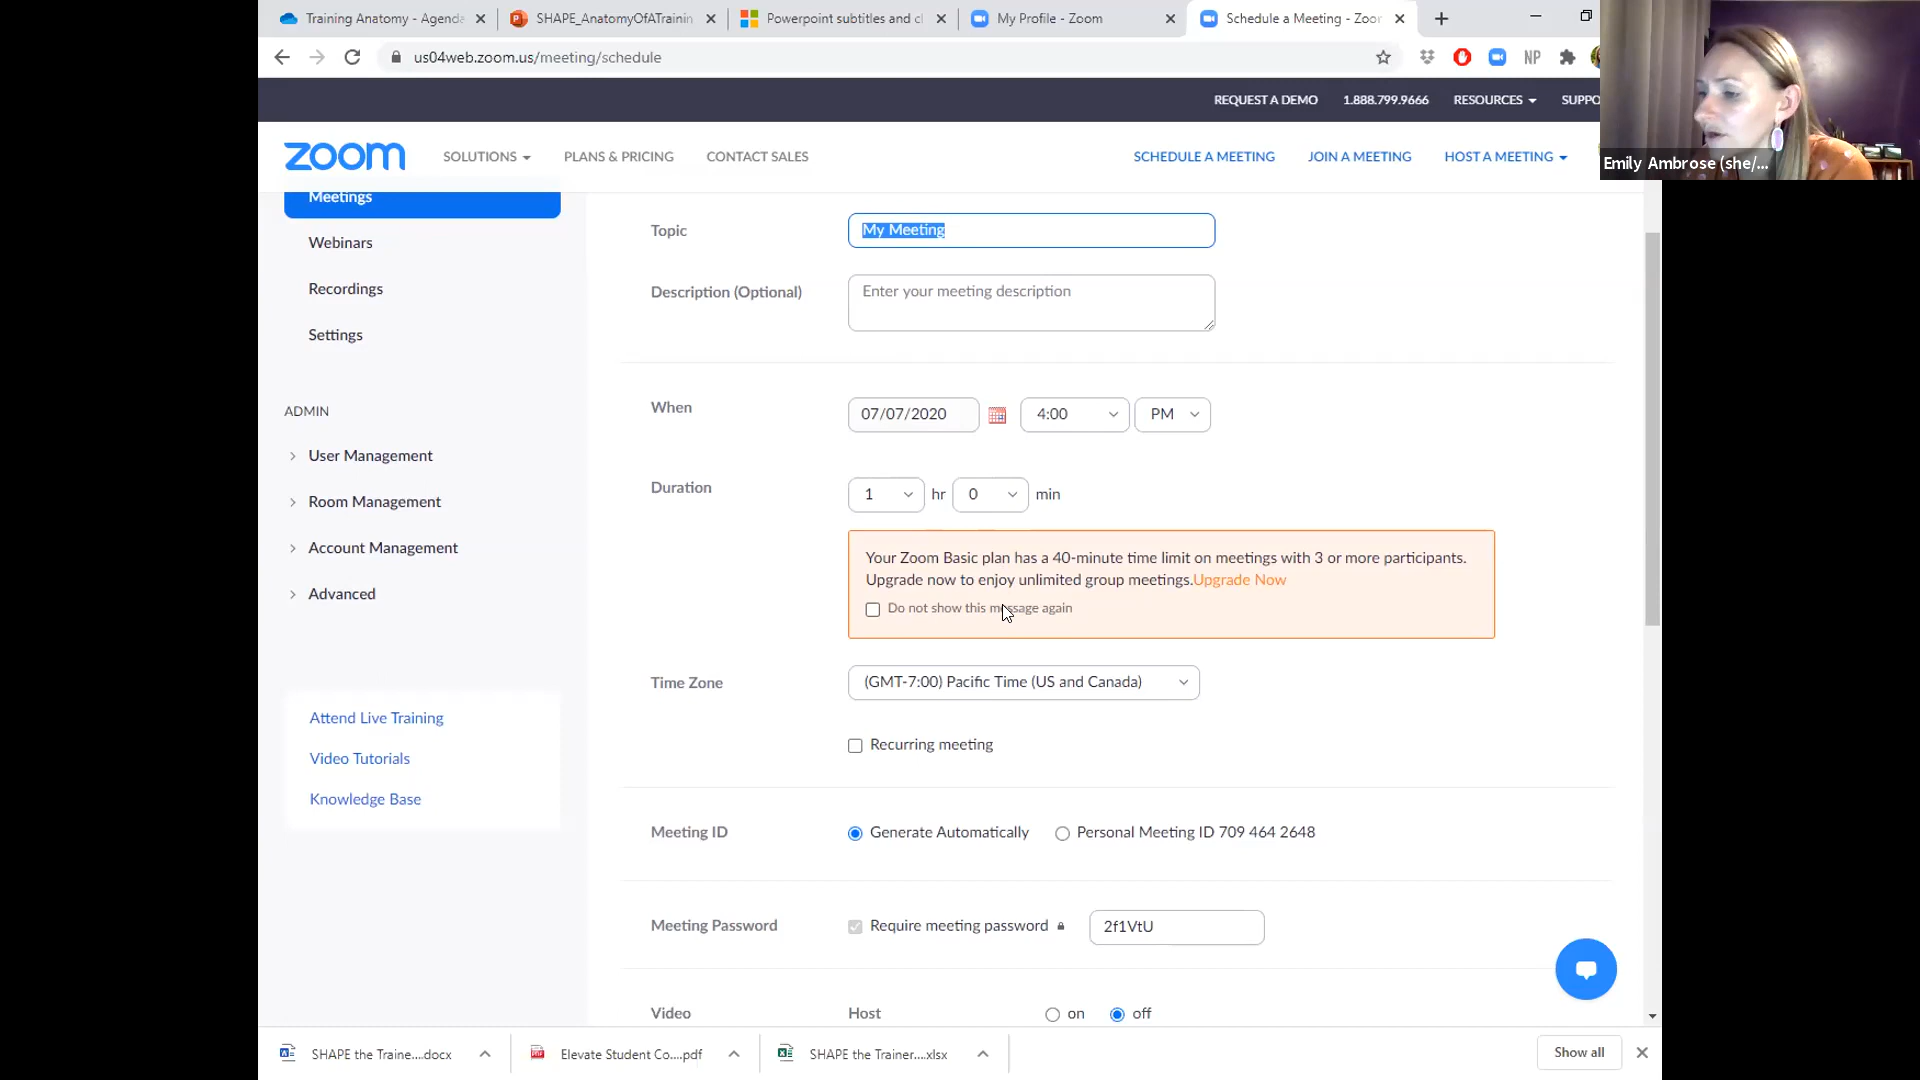 Training Anatomy - Agenda
SHAPE_AnatomyOfATrainin
Powerpoint subtitles and cl
My Profile - Zoom
Schedule a Meeting - Zoom
us04web.zoom.us/meeting/schedule
NP
REQUEST A DEMO
1.888.799.9666
RESOURCES
SUPPO
zoom
SOLUTIONS
PLANS & PRICING
CONTACT SALES
SCHEDULE A MEETING
JOIN A MEETING
HOST A MEETING
Emily Ambrose (she/...
Meetings
Webinars
Recordings
Settings
ADMIN
User Management
Room Management
Account Management
Advanced
Attend Live Training
Video Tutorials
Knowledge Base
Topic
My Meeting
Description (Optional)
Enter your meeting description
When
07/07/2020
4:00
PM
Duration
1 hr 0 min
Your Zoom Basic plan has a 40-minute time limit on meetings with 3 or more participants.
Upgrade now to enjoy unlimited group meetings.Upgrade Now
Do not show this message again
Time Zone
(GMT-7:00) Pacific Time (US and Canada)
Recurring meeting
Meeting ID
Generate Automatically
Personal Meeting ID 709 464 2648
Meeting Password
Require meeting password
2f1VtU
Video
Host
on
off
SHAPE the Traine....docx
Elevate Student Co....pdf
SHAPE the Trainer....xlsx
Show all